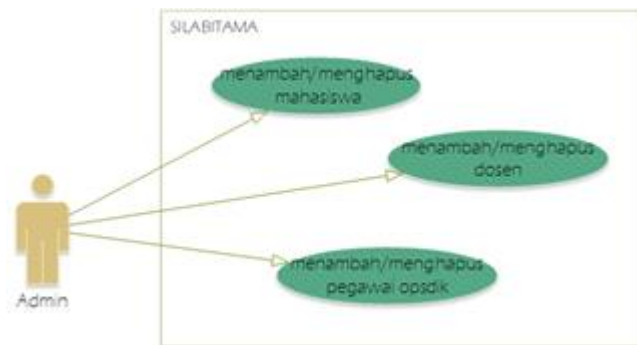 SILABITAMA
menambah/menghapus
mahasiswa
menambah/menghapus
dosen
menambah/menghapus
pegawai opsdik
Admin